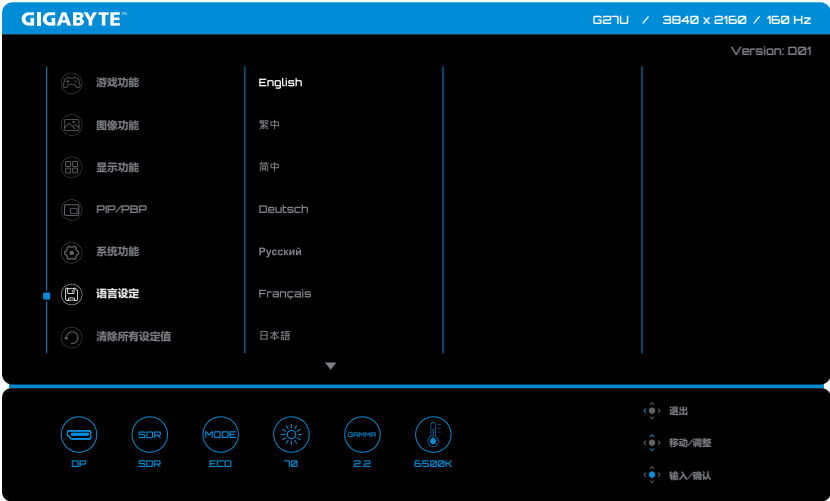 GIGABYTE™
G27U / 3840 x 2160 / 160 Hz
Version: D01
游戏功能
English
图像功能
繁中
显示功能
简中
PIP/PBP
Deutsch
系统功能
Русский
语言设定
Français
清除所有设定值
日本語
退出
移动/调整
输入/确认
SDR
MODE
GAMMA
DP
SDR
ECO
70
2.2
6500K